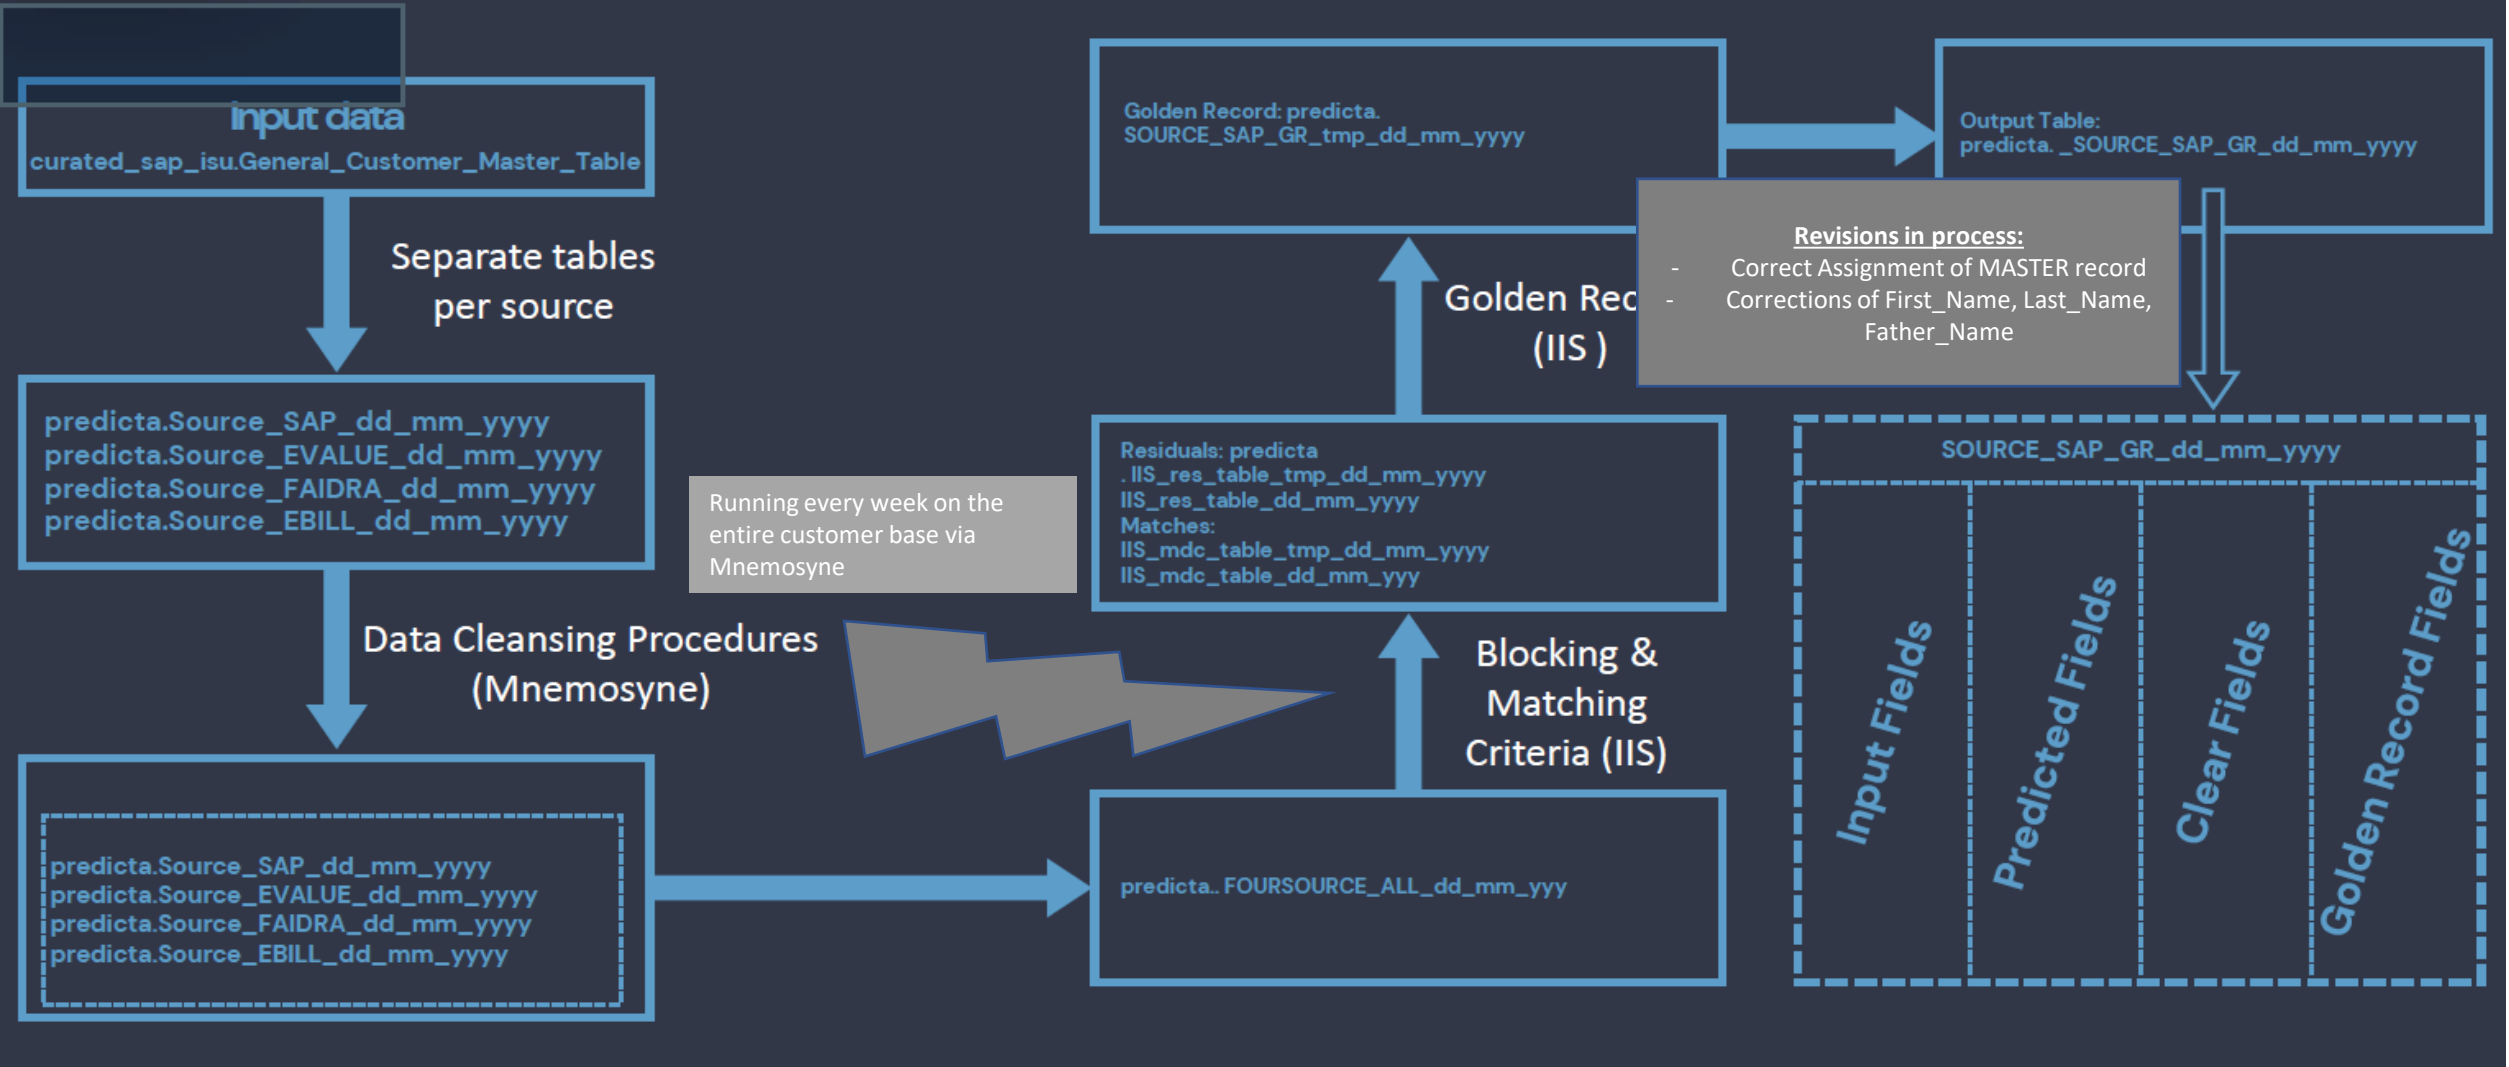 Input data
curated_sap_isu.General_Customer_Master_Table
Separate tables
per source
predicta.Source_SAP_dd_mm_yyyy
predicta.Source_EVALUE_dd_mm_yyyy
predicta.Source_FAIDRA_dd_mm_yyyy
predicta.Source_EBILL_dd_mm_yyyy
Data Cleansing Procedures
(Mnemosyne)
predicta.Source_SAP_dd_mm_yyyy
predicta.Source_EVALUE_dd_mm_yyyy
predicta.Source_FAIDRA_dd_mm_yyyy
predicta.Source_EBILL_dd_mm_yyyy
Running every week on the
entire customer base via
Mnemosyne
predicta.. FOURSOURCE_ALL_dd_mm_yyy
Blocking &
Matching
Criteria (IIS)
Residuals: predicta
. IIS_res_table_tmp_dd_mm_yyyy
IIS_res_table_dd_mm_yyyy
Matches:
IIS_mdc_table_tmp_dd_mm_yyyy
IIS_mdc_table_dd_mm_yyy
Golden Rec
(IIS )
Golden Record: predicta.
SOURCE_SAP_GR_tmp_dd_mm_yyyy
Output Table:
predicta. _SOURCE_SAP_GR_dd_mm_yyyy
Revisions in process:
- Correct Assignment of MASTER record
- Corrections of First_Name, Last_Name,
Father_Name
SOURCE_SAP_GR_dd_mm_yyyy
Input Fields
Predicted Fields
Clear Fields
Golden Record Fields